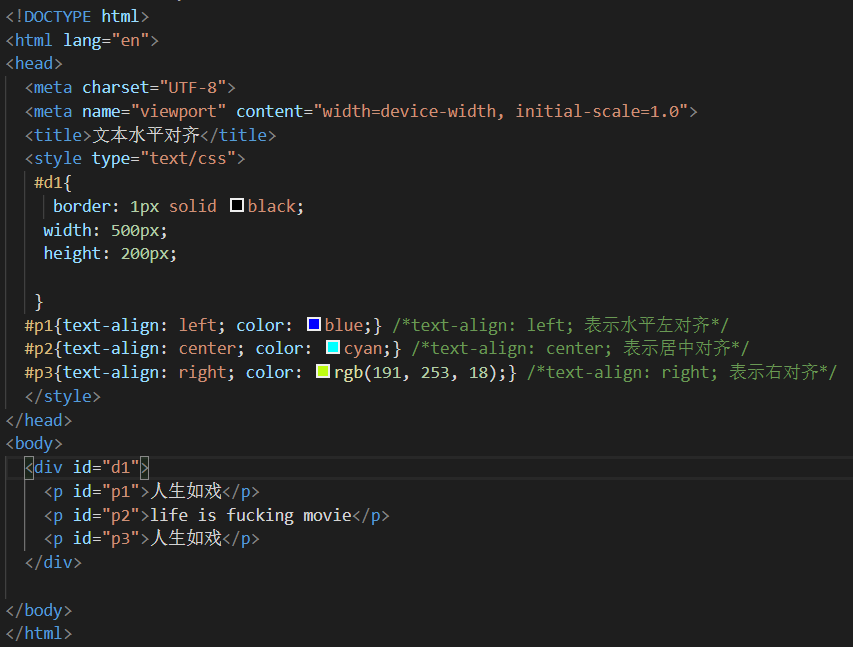 <!DOCTYPE html>
<html lang="en">
<head>
<meta charset="UTF-8">
<meta name="viewport" content="width=device-width, initial-scale=1.0">
<title>文本水平对齐</title>
<style type="text/css">
#d1{
border: 1px solid black;
width: 500px;
height: 200px;
}
#p1{text-align: left; color: blue;} /*text-align: left; 表示水平左对齐*/
#p2{text-align: center; color: cyan;} /*text-align: center; 表示居中对齐*/
#p3{text-align: right; color: rgb(191, 253, 18);} /*text-align: right; 表示右对齐*/
</style>
</head>
<body>
<div id="d1">
<p id="p1">人生如戏</p>
<p id="p2">life is fucking movie</p>
<p id="p3">人生如戏</p>
</div>
</body>
</html>